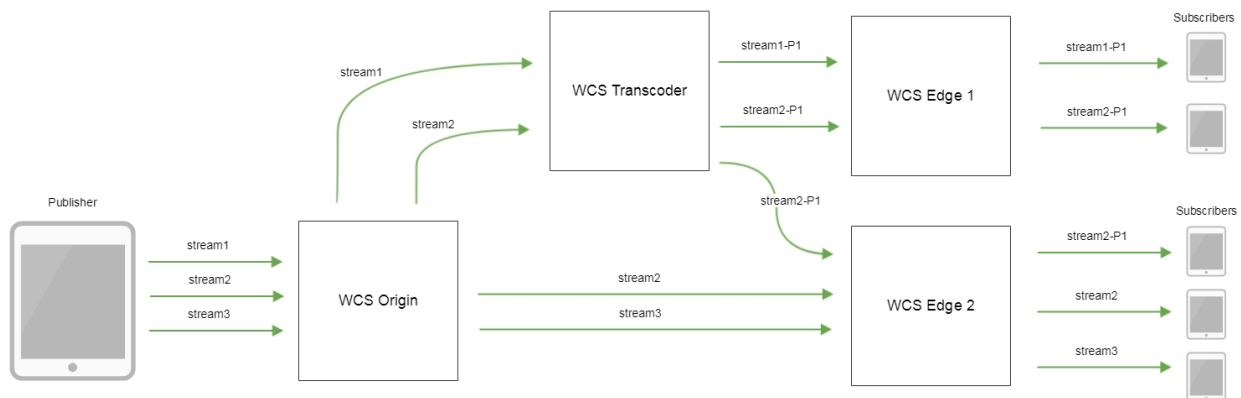 Subscribers
stream1-P1
stream1-P1
stream1
WCS Transcoder
WCS Edge 1
stream2-P1
stream2-P1
stream2
Publisher
stream2-P1
Subscribers
stream1
stream2-P1
stream2
stream2
stream2
WCS Origin
WCS Edge 2
stream3
stream3
stream3